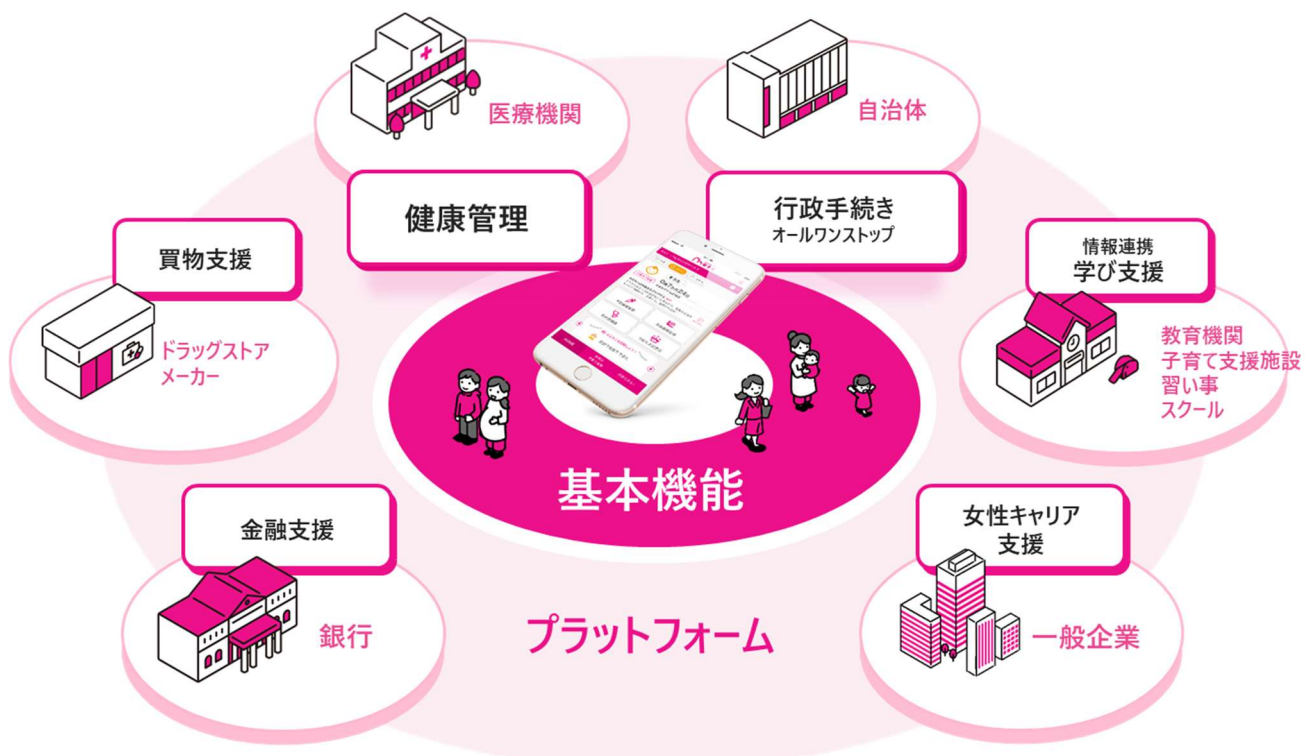 医療機関
自治体
健康管理
行政手続き
オールワンストップ
買物支援
情報連携
学び支援
ドラッグストア
メーカー
教育機関
子育て支援施設
習い事
スクール
基本機能
金融支援
女性キャリア
支援
銀行
プラットフォーム
一般企業